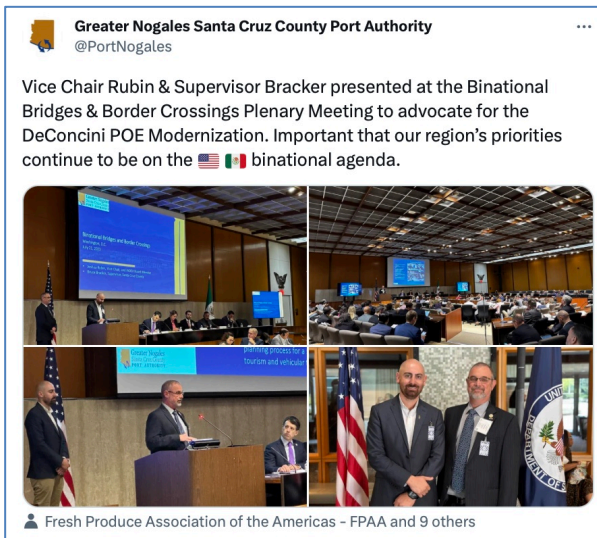 Greater Nogales Santa Cruz County Port Authority
@PortNogales
Vice Chair Rubin & Supervisor Bracker presented at the Binational
Bridges & Border Crossings Plenary Meeting to advocate for the
DeConcini POE Modernization. Important that our region's priorities
continue to be on the 🇺🇸 🇲🇽 binational agenda.
Binational Bridges and Border Crossings
Greater Nogales
PORT AUTHORITY
planning process for a
tourism and vehicular
Fresh Produce Association of the Americas - FPAA and 9 others